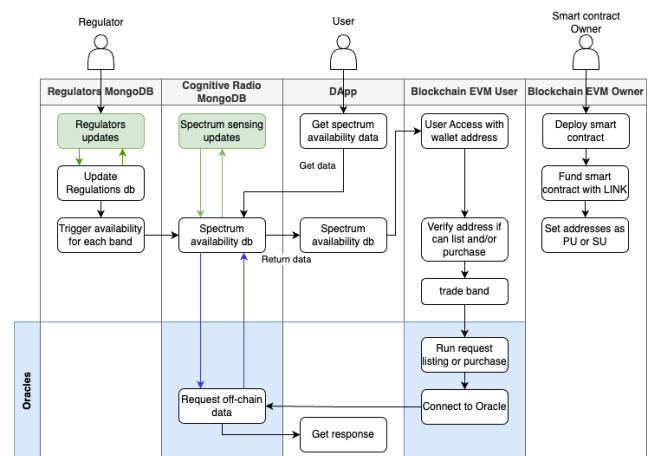 Regulator
User
Smart contract
Owner
Regulators MongoDB
Cognitive Radio
MongoDB
DApp
Blockchain EVM User
Blockchain EVM Owner
Regulators
updates
Spectrum sensing
updates
Get spectrum
availability data
User Access with
wallet address
Deploy smart
contract
Get data
Update
Regulations db
Fund smart
contract with LINK
Trigger availability
for each band
Spectrum
availability db
Return data
Spectrum
availability db
Verify address if
can list and/or
purchase
Set addresses as
PU or SU
trade band
Oracles
Run request
listing or purchase
Request off-chain
data
Connect to Oracle
Get response